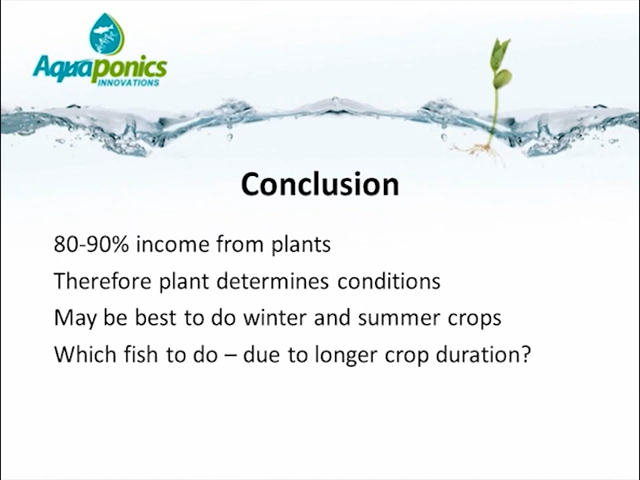 Aquaponics
INNOVATIONS
Conclusion
80-90% income from plants
Therefore plant determines conditions
May be best to do winter and summer crops
Which fish to do – due to longer crop duration?